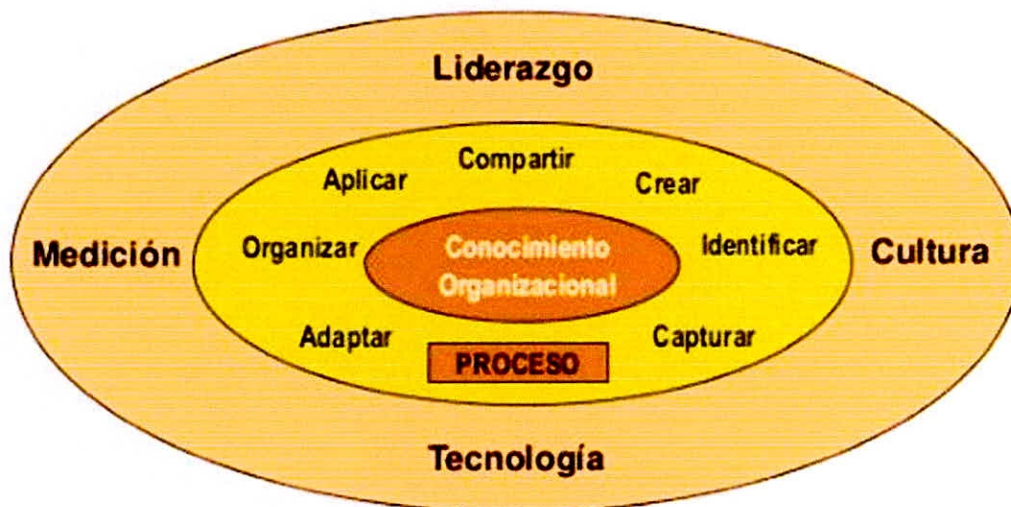 Liderazgo
Compartir
Aplicar
Crear
Medición
Organizar
Conocimiento
Organizacional
Identificar
Cultura
Adaptar
PROCESO
Capturar
Tecnología